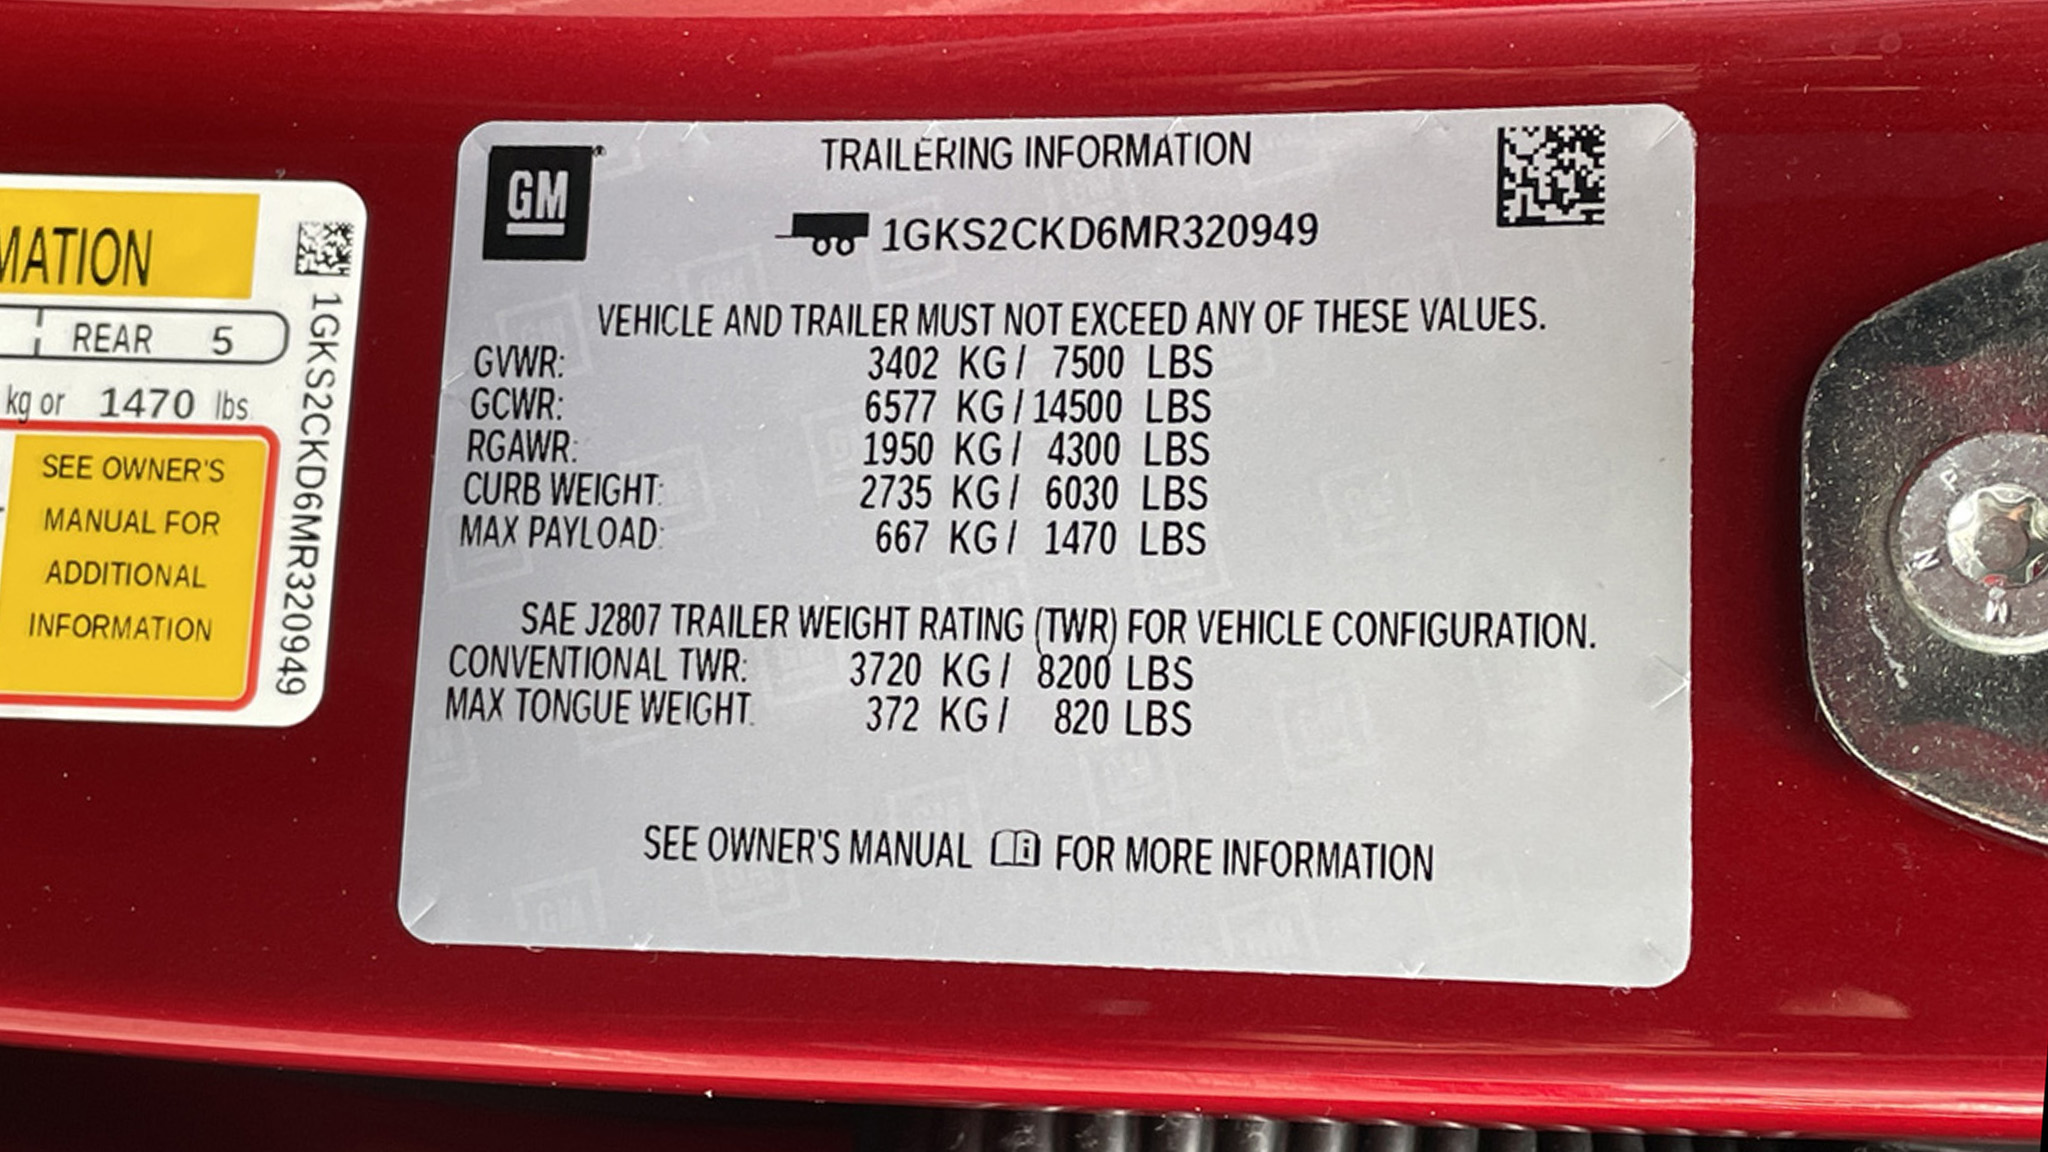 MATION
REAR 5
kg or 1470 lbs
SEE OWNER'S
MANUAL FOR
ADDITIONAL
INFORMATION
1GKS2CKD6MR320949
GM
TRAILERING INFORMATION
1GKS2CKD6MR320949
VEHICLE AND TRAILER MUST NOT EXCEED ANY OF THESE VALUES.
GVWR: 3402 KG / 7500 LBS
GCWR: 6577 KG / 14500 LBS
RGAWR: 1950 KG / 4300 LBS
CURB WEIGHT: 2735 KG / 6030 LBS
MAX PAYLOAD: 667 KG / 1470 LBS
SAE J2807 TRAILER WEIGHT RATING (TWR) FOR VEHICLE CONFIGURATION.
CONVENTIONAL TWR: 3720 KG / 8200 LBS
MAX TONGUE WEIGHT. 372 KG / 820 LBS
SEE OWNER'S MANUAL FOR MORE INFORMATION